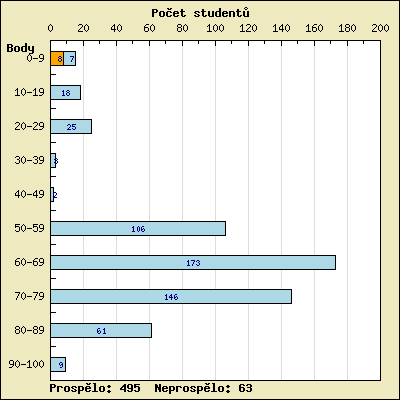 Počet studentů
0 20 40 60 80 100 120 140 160 180 200
Body
0-9 8 7
10-19 18
20-29 25
30-39 3
40-49 2
50-59 106
60-69 173
70-79 146
80-89 61
90-100 9
Prospělo: 495 Neprospělo: 63